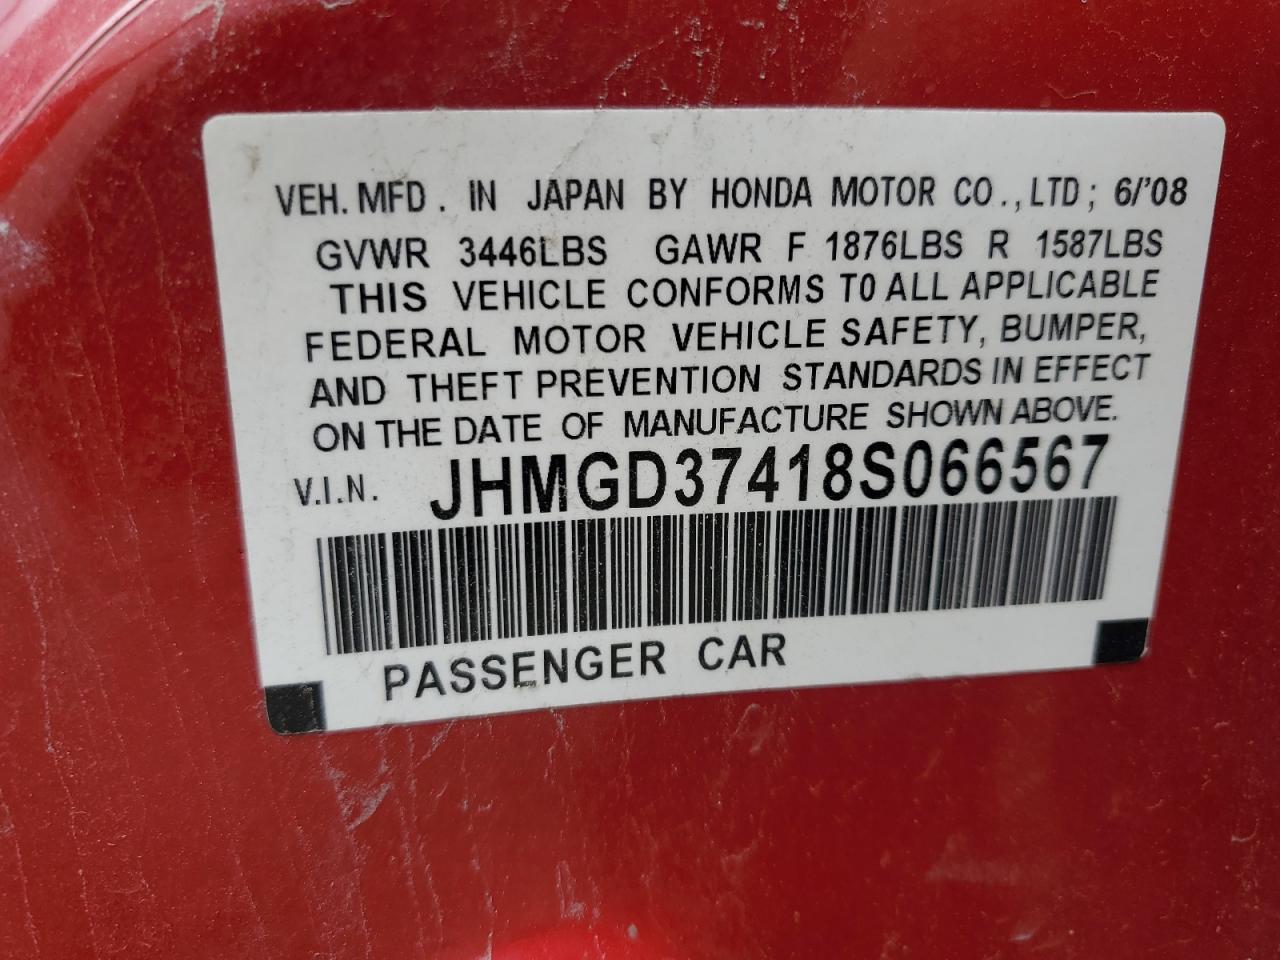 VEH. MFD. IN JAPAN BY HONDA MOTOR CO., LTD; 6/'08
GVWR 3446LBS GAWR F 1876LBS R 1587LBS
THIS VEHICLE CONFORMS TO ALL APPLICABLE
FEDERAL MOTOR VEHICLE SAFETY, BUMPER,
AND THEFT PREVENTION STANDARDS IN EFFECT
ON THE DATE OF MANUFACTURE SHOWN ABOVE.
V.I.N. JHMGD37418S066567
PASSENGER CAR